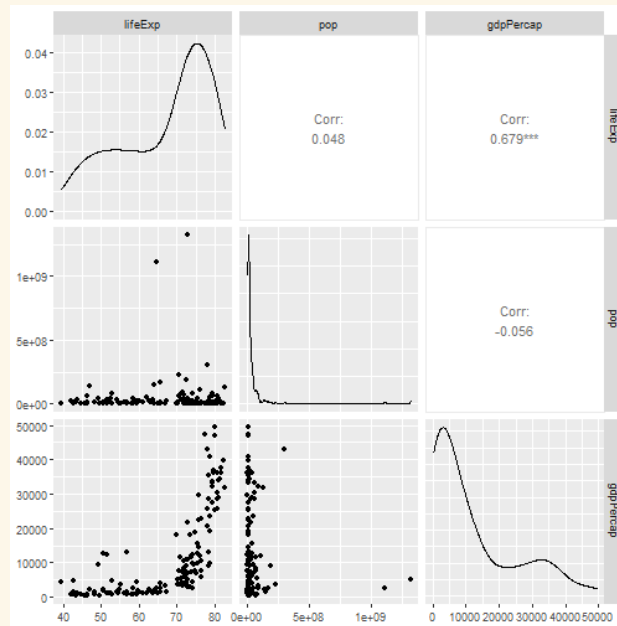 lifeExp pop gdpPercap
0.04
0.03
0.02
0.01
0.00
Corr:
0.048
Corr:
0.679***
lifeExp
1e+09
5e+08
0e+00
Corr:
-0.056
pop
50000
40000
30000
20000
10000
0
gdpPercap
40 50 60 70 80 0e+00 5e+08 1e+09 0 10000 20000 30000 40000 50000